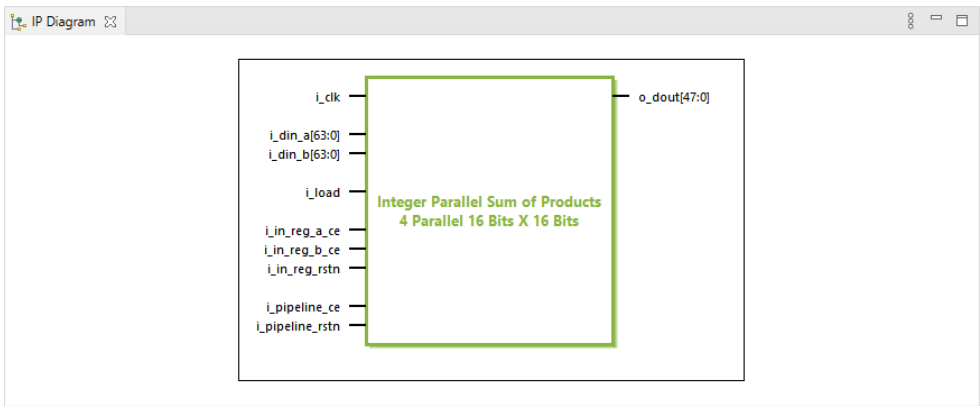 IP Diagram
i_clk
o_dout[47:0]
i_din_a[63:0]
i_din_b[63:0]
i_load
Integer Parallel Sum of Products
4 Parallel 16 Bits X 16 Bits
i_in_reg_a_ce
i_in_reg_b_ce
i_in_reg_rstn
i_pipeline_ce
i_pipeline_rstn